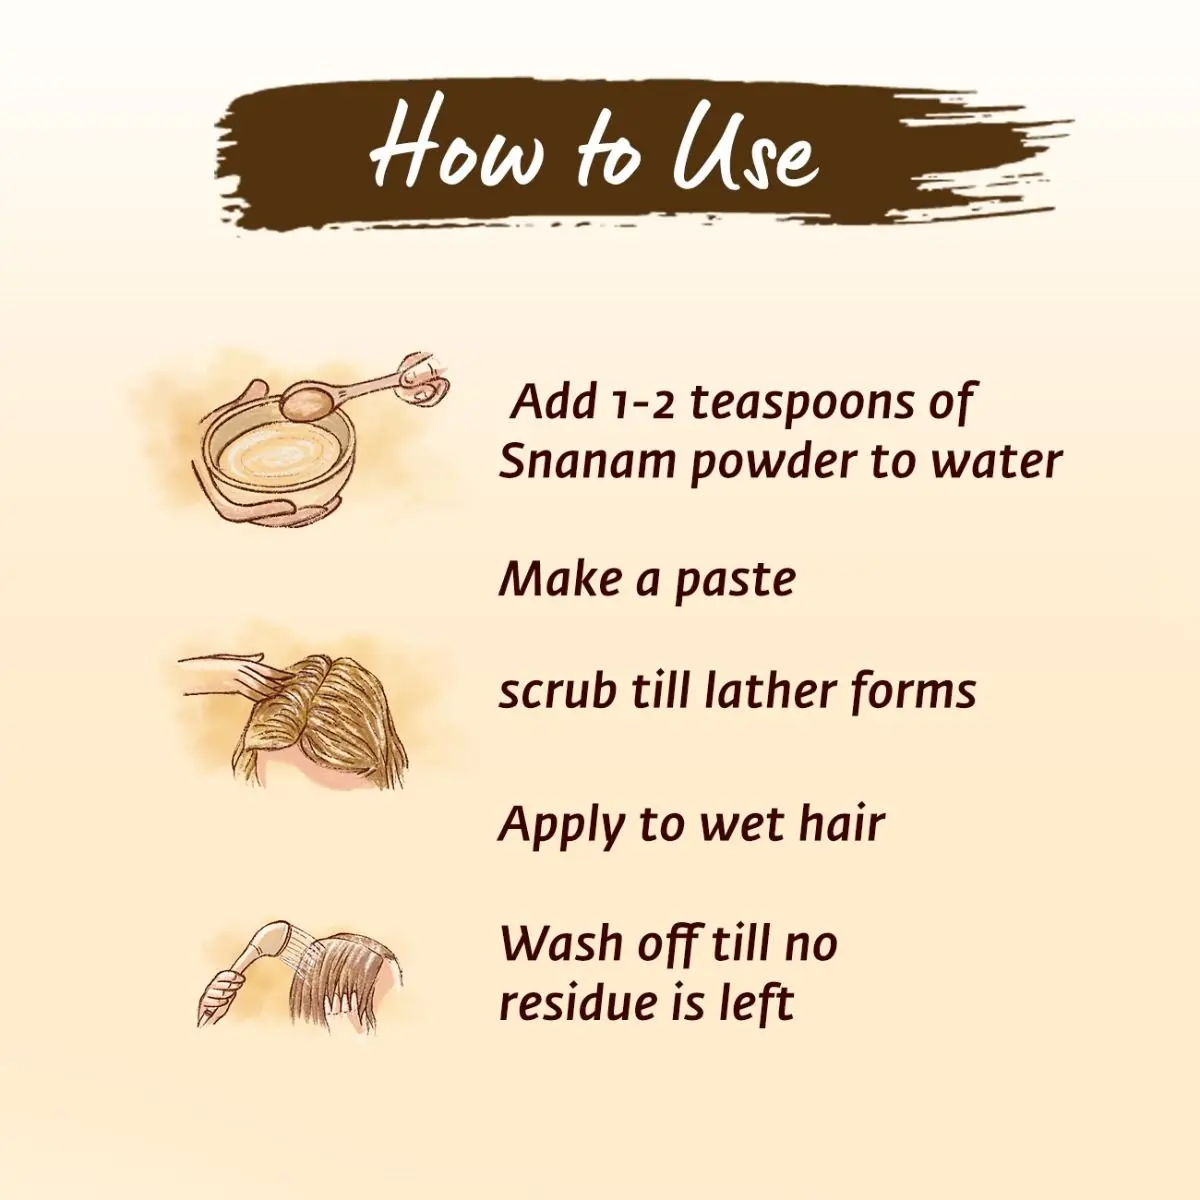 How to Use
Add 1-2 teaspoons of
Snanam powder to water
Make a paste
scrub till lather forms
Apply to wet hair
Wash off till no
residue is left